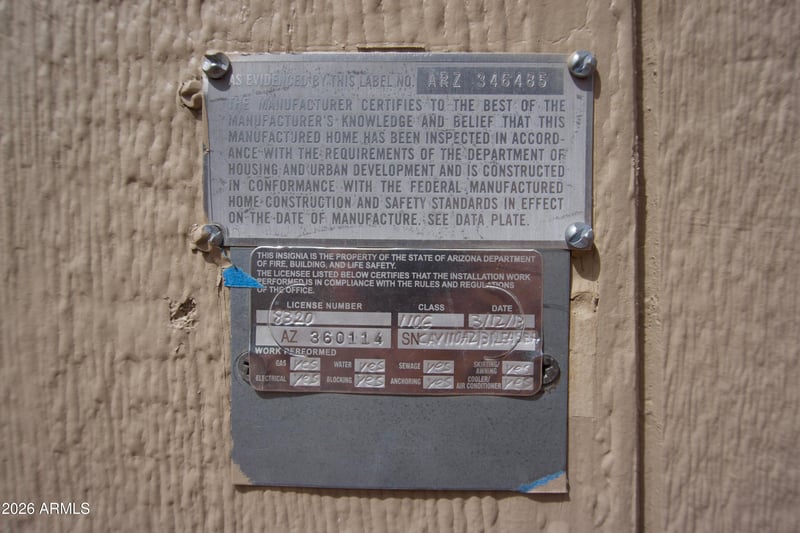 AS EVIDENCED BY THIS LABEL NO. ARZ 346485
THE MANUFACTURER CERTIFIES TO THE BEST OF THE
MANUFACTURER'S KNOWLEDGE AND BELIEF THAT THIS
MANUFACTURED HOME HAS BEEN INSPECTED IN ACCORD-
ANCE WITH THE REQUIREMENTS OF THE DEPARTMENT OF
HOUSING AND URBAN DEVELOPMENT AND IS CONSTRUCTED
IN CONFORMANCE WITH THE FEDERAL MANUFACTURED
HOME CONSTRUCTION AND SAFETY STANDARDS IN EFFECT
ON THE DATE OF MANUFACTURE. SEE DATA PLATE.
THIS INSIGNIA IS THE PROPERTY OF THE STATE OF ARIZONA DEPARTMENT
OF FIRE, BUILDING, AND LIFE SAFETY.
THE LICENSEE LISTED BELOW CERTIFIES THAT THE INSTALLATION WORK
PERFORMED IS IN COMPLIANCE WITH THE RULES AND REGULATIONS
OF THE OFFICE.
LICENSE NUMBER CLASS DATE
8320 I10C 3/12/13
AZ 360114 SN
WORK PERFORMED
GAS yes WATER yes SEWAGE yes SKIRTING/AWNING yes
ELECTRICAL yes BLOCKING yes ANCHORING yes COOLER/AIR CONDITIONER yes
2026 ARMLS